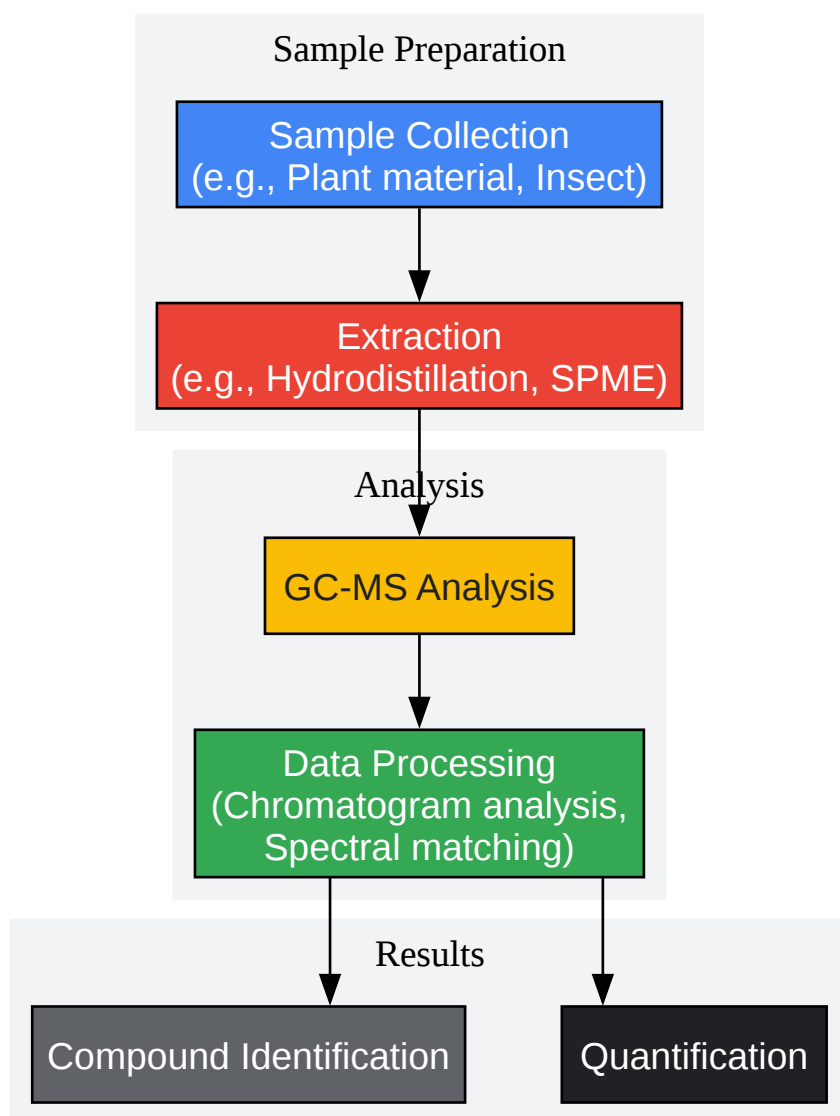 Sample Preparation
Sample Collection
(e.g., Plant material, Insect)
Extraction
(e.g., Hydrodistillation, SPME)
Analysis
GC-MS Analysis
Data Processing
(Chromatogram analysis,
Spectral matching)
Results
Compound Identification
Quantification